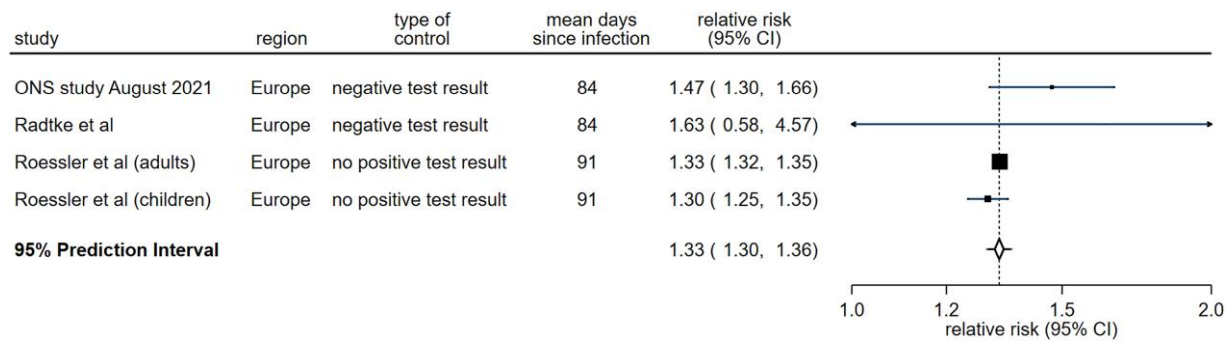 study region type of control mean days since infection relative risk (95% CI)
ONS study August 2021 Europe negative test result 84 1.47 ( 1.30, 1.66)
Radtke et al Europe negative test result 84 1.63 ( 0.58, 4.57)
Roessler et al (adults) Europe no positive test result 91 1.33 ( 1.32, 1.35)
Roessler et al (children) Europe no positive test result 91 1.30 ( 1.25, 1.35)
95% Prediction Interval 1.33 ( 1.30, 1.36)
1.0 1.2 1.5 2.0
relative risk (95% CI)